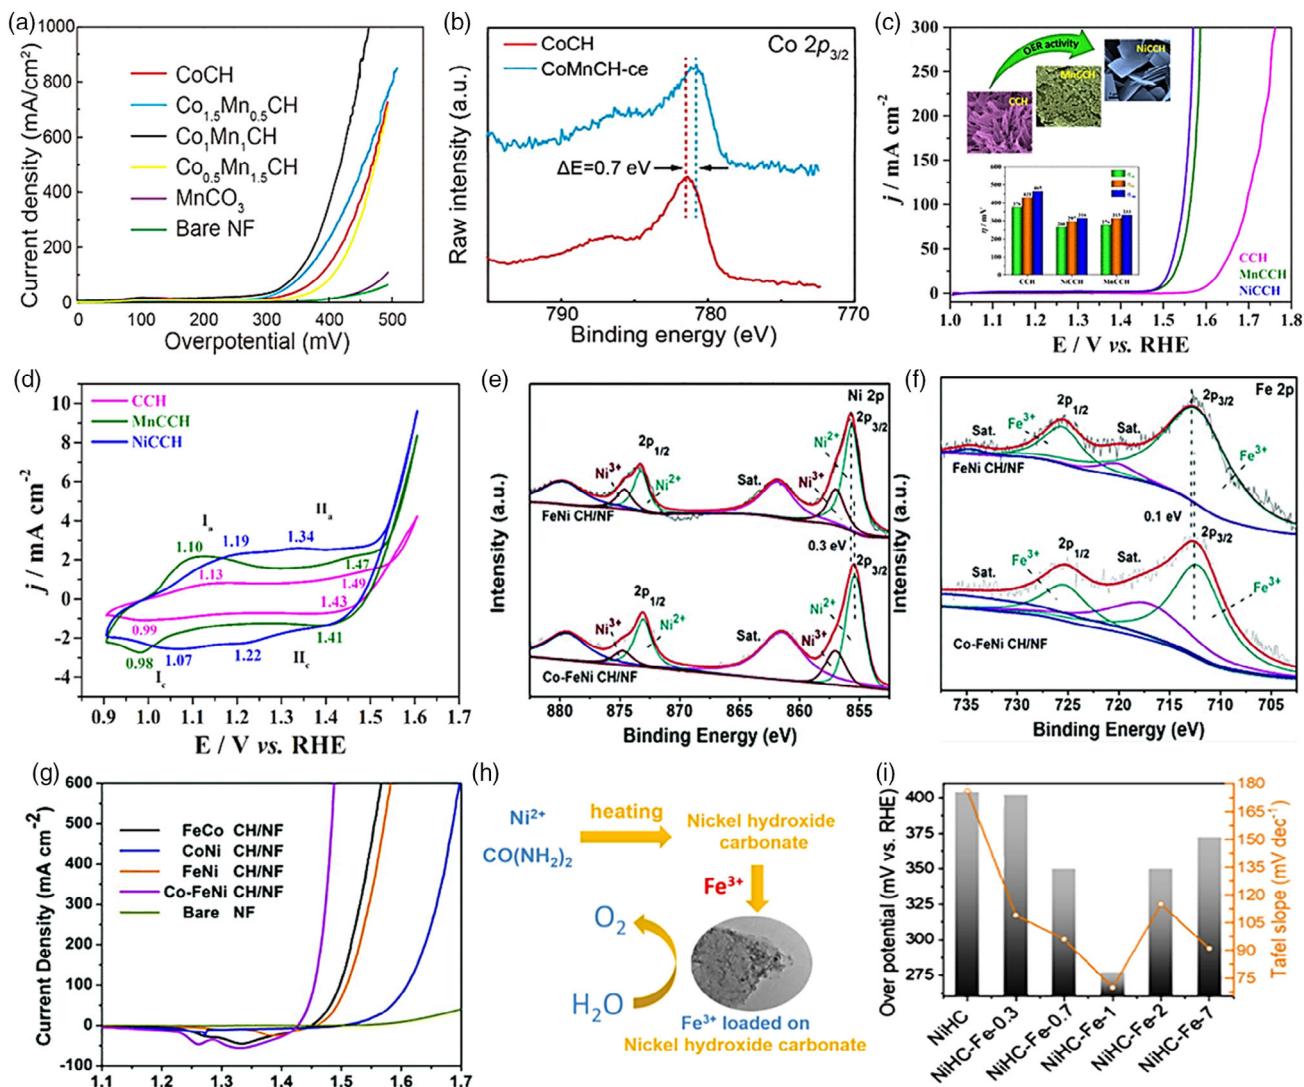 (a)
1000
800
600
400
200
0
Current density (mA/cm²)
CoCH
Co₁.₅Mn₀.₅CH
Co₁Mn₁CH
Co₀.₅Mn₁.₅CH
MnCO₃
Bare NF
0 100 200 300 400 500
Overpotential (mV)
(b)
CoCH
CoMnCH-ce
Co 2p₃/₂
ΔE=0.7 eV
Raw intensity (a.u.)
790 780 770
Binding energy (eV)
(c)
300
250
200
150
100
50
0
j / mA cm⁻²
OER activity
CCH
MnCCH
NiCCH
600
500
400
300
200
100
0
η / mV
CCH NiCCH MnCCH
CCH
MnCCH
NiCCH
1.0 1.1 1.2 1.3 1.4 1.5 1.6 1.7 1.8
E / V vs. RHE
(d)
10
8
6
4
2
0
-2
-4
j / mA cm⁻²
CCH
MnCCH
NiCCH
Iₐ
IIₐ
1.10
1.19
1.34
1.13
1.47
1.49
1.43
0.99
1.41
0.98
1.07
1.22
I꜀
II꜀
0.9 1.0 1.1 1.2 1.3 1.4 1.5 1.6 1.7
E / V vs. RHE
(e)
Ni 2p
2p₃/₂
Ni²⁺
2p₁/₂
Ni³⁺
Ni²⁺
Sat.
Ni³⁺
FeNi CH/NF
0.3 eV
2p₃/₂
2p₁/₂
Ni²⁺
Ni³⁺
Ni²⁺
Sat.
Ni³⁺
Co-FeNi CH/NF
Intensity (a.u.)
880 875 870 865 860 855
Binding Energy (eV)
(f)
Fe 2p
2p₃/₂
2p₁/₂
Fe³⁺
Sat.
Sat.
Fe³⁺
FeNi CH/NF
0.1 eV
2p₃/₂
2p₁/₂
Fe³⁺
Sat.
Sat.
Fe³⁺
Co-FeNi CH/NF
Intensity (a.u.)
735 730 725 720 715 710 705
Binding Energy (eV)
(g)
600
500
400
300
200
100
0
-100
Current Density (mA cm⁻²)
FeCo CH/NF
CoNi CH/NF
FeNi CH/NF
Co-FeNi CH/NF
Bare NF
1.1 1.2 1.3 1.4 1.5 1.6 1.7
(h)
Ni²⁺
CO(NH₂)₂
heating
Nickel hydroxide
carbonate
Fe³⁺
O₂
H₂O
Fe³⁺ loaded on
Nickel hydroxide carbonate
(i)
400
375
350
325
300
275
Over potential (mV vs. RHE)
180
165
150
135
120
105
90
75
Tafel slope (mV dec⁻¹)
NiHC
NiHC-Fe-0.3
NiHC-Fe-0.7
NiHC-Fe-1
NiHC-Fe-2
NiHC-Fe-7